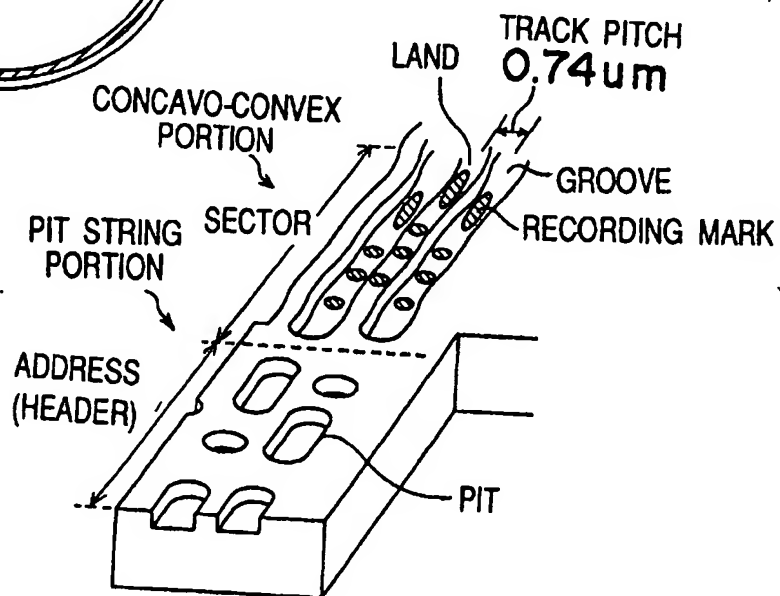 TRACK PITCH
0.74um
LAND
CONCAVO-CONVEX
PORTION
GROOVE
RECORDING MARK
SECTOR
PIT STRING
PORTION
ADDRESS
(HEADER)
PIT